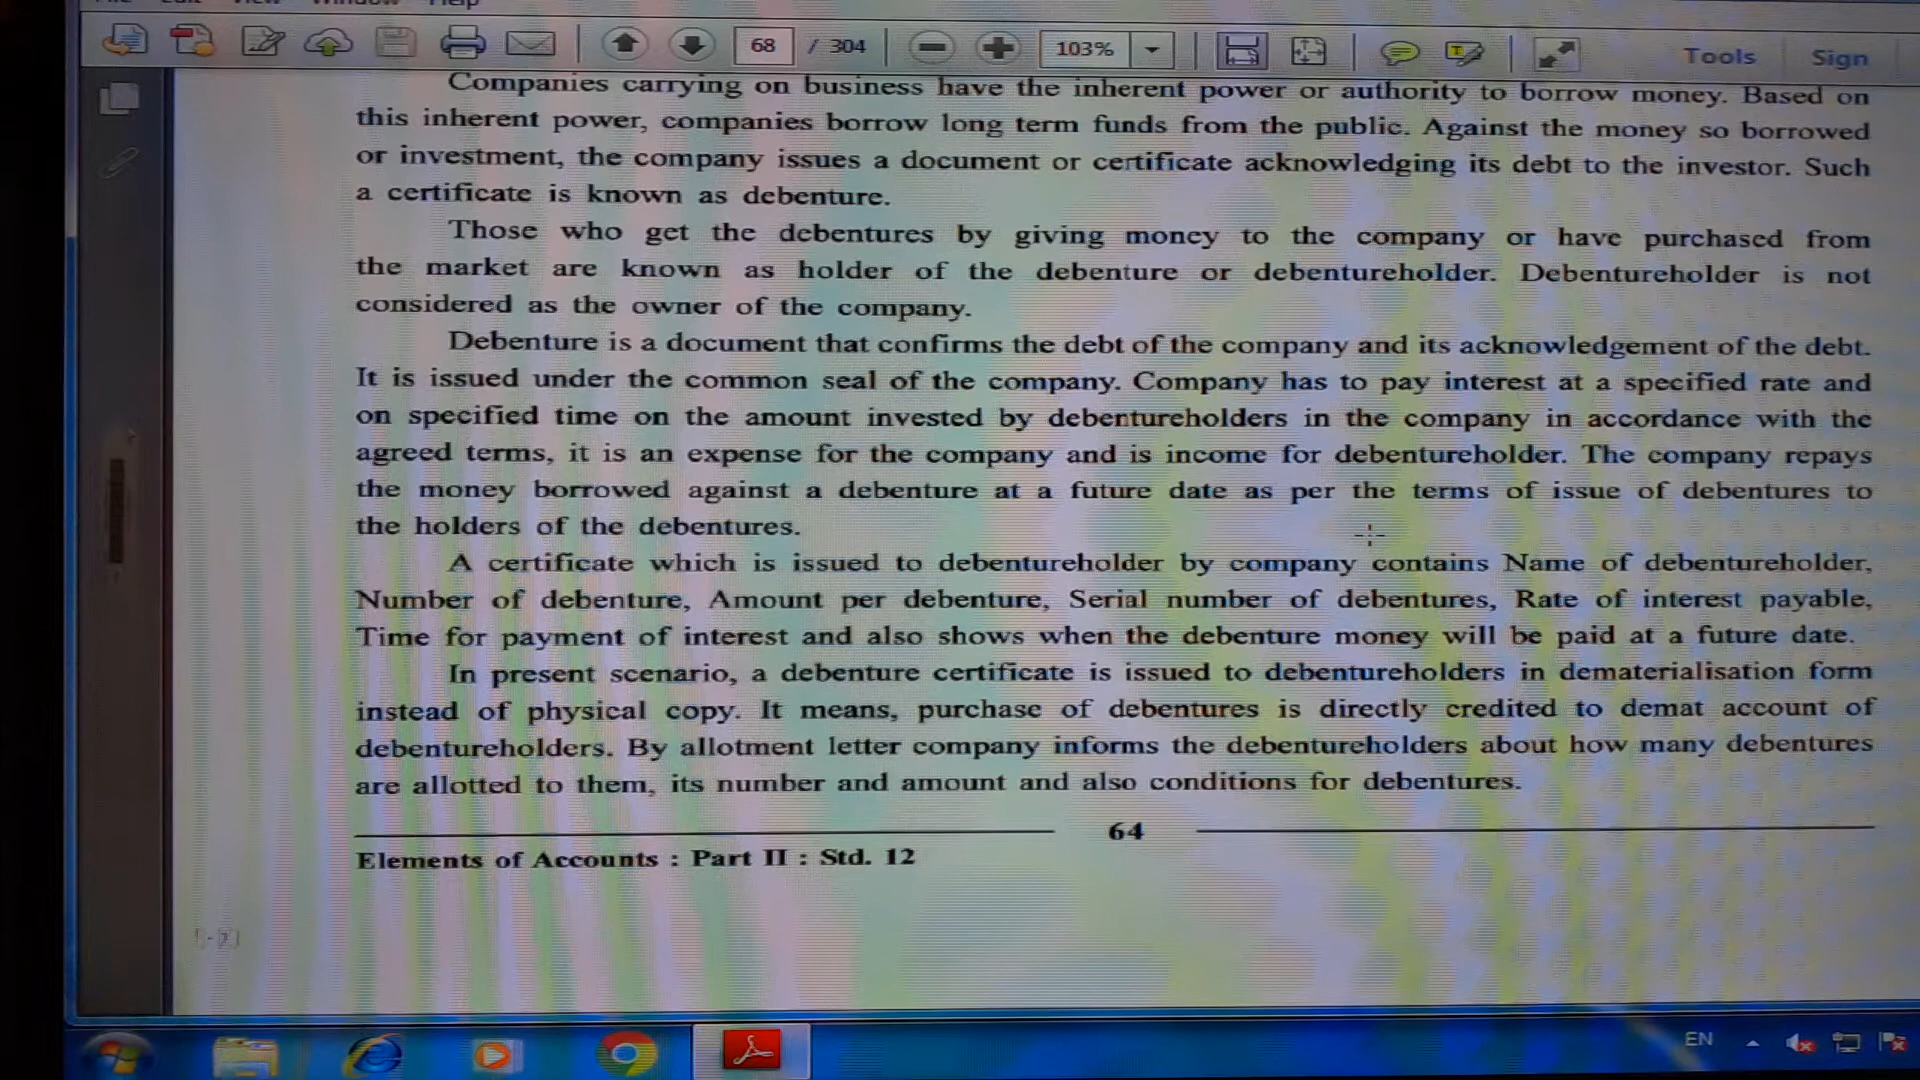 68 / 304
103%
Tools
Sign
Companies carrying on business have the inherent power or authority to borrow money. Based on
this inherent power, companies borrow long term funds from the public. Against the money so borrowed
or investment, the company issues a document or certificate acknowledging its debt to the investor. Such
a certificate is known as debenture.
Those who get the debentures by giving money to the company or have purchased from
the market are known as holder of the debenture or debentureholder. Debentureholder is not
considered as the owner of the company.
Debenture is a document that confirms the debt of the company and its acknowledgement of the debt.
It is issued under the common seal of the company. Company has to pay interest at a specified rate and
on specified time on the amount invested by debentureholders in the company in accordance with the
agreed terms, it is an expense for the company and is income for debentureholder. The company repays
the money borrowed against a debenture at a future date as per the terms of issue of debentures to
the holders of the debentures.
A certificate which is issued to debentureholder by company contains Name of debentureholder,
Number of debenture, Amount per debenture, Serial number of debentures, Rate of interest payable,
Time for payment of interest and also shows when the debenture money will be paid at a future date.
In present scenario, a debenture certificate is issued to debentureholders in dematerialisation form
instead of physical copy. It means, purchase of debentures is directly credited to demat account of
debentureholders. By allotment letter company informs the debentureholders about how many debentures
are allotted to them, its number and amount and also conditions for debentures.
64
Elements of Accounts : Part II : Std. 12
EN